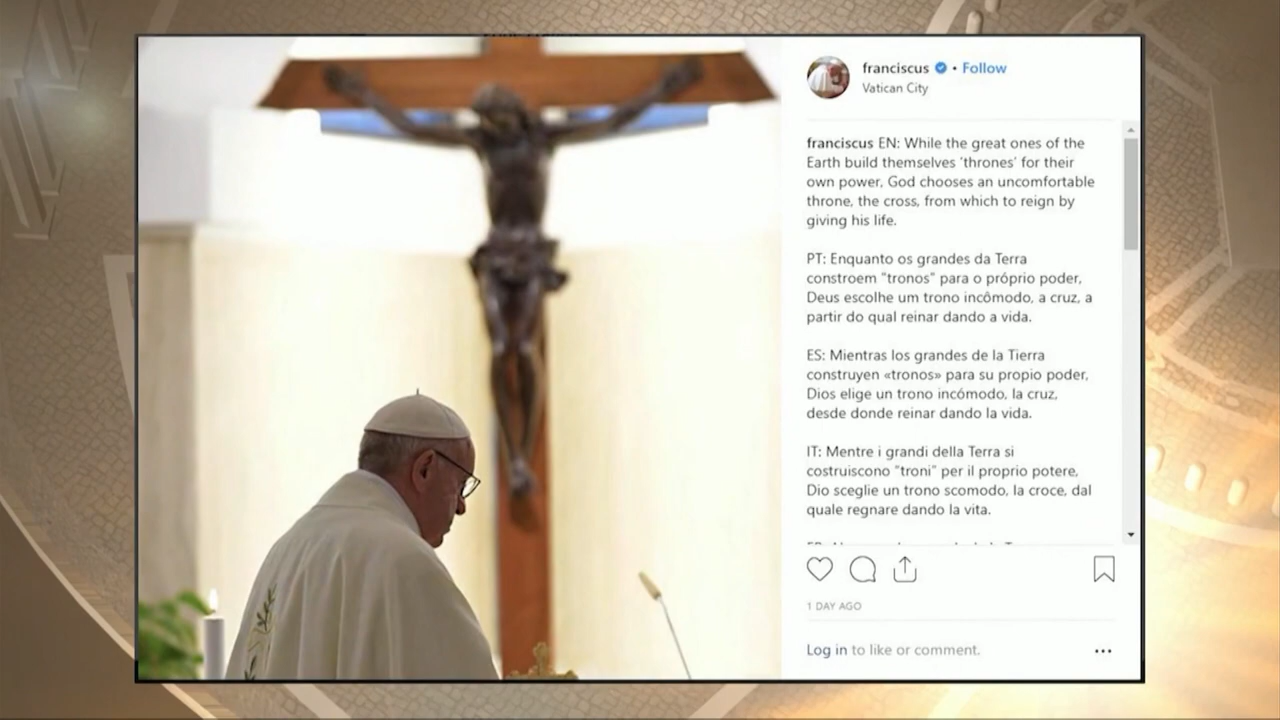 franciscus • Follow
Vatican City
franciscus EN: While the great ones of the
Earth build themselves 'thrones' for their
own power, God chooses an uncomfortable
throne, the cross, from which to reign by
giving his life.
PT: Enquanto os grandes da Terra
constroem "tronos" para o próprio poder,
Deus escolhe um trono incômodo, a cruz, a
partir do qual reinar dando a vida.
ES: Mientras los grandes de la Tierra
construyen «tronos» para su propio poder,
Dios elige un trono incómodo, la cruz,
desde donde reinar dando la vida.
IT: Mentre i grandi della Terra si
costruiscono "troni" per il proprio potere,
Dio sceglie un trono scomodo, la croce, dal
quale regnare dando la vita.
1 DAY AGO
Log in to like or comment.